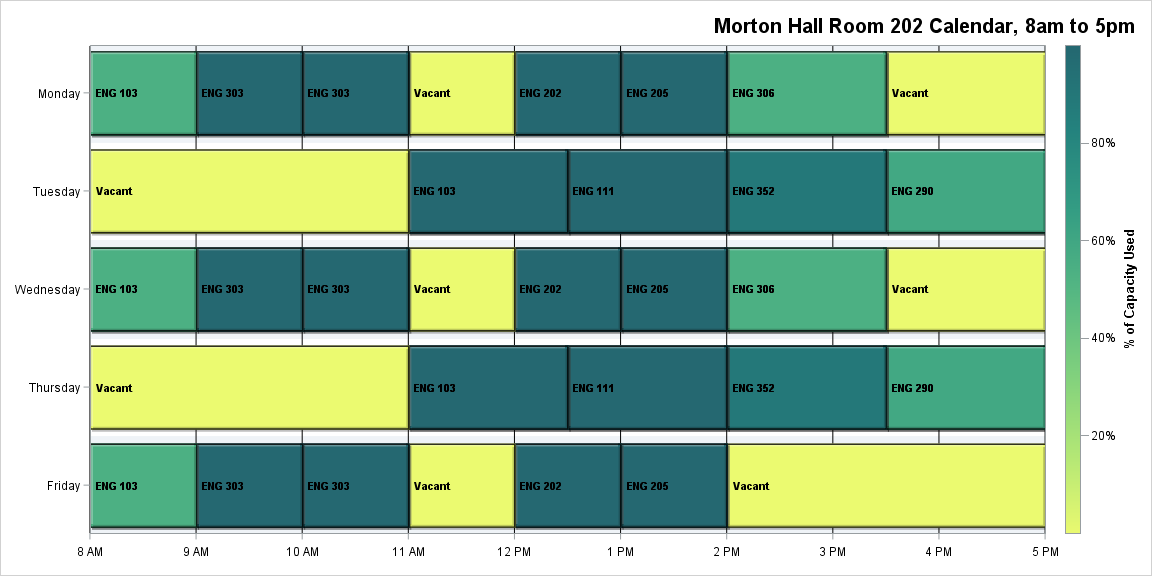 Morton Hall Room 202 Calendar, 8am to 5pm
Monday
ENG 103
ENG 303
ENG 303
Vacant
ENG 202
ENG 205
ENG 306
Vacant
Tuesday
Vacant
ENG 103
ENG 111
ENG 352
ENG 290
Wednesday
ENG 103
ENG 303
ENG 303
Vacant
ENG 202
ENG 205
ENG 306
Vacant
Thursday
Vacant
ENG 103
ENG 111
ENG 352
ENG 290
Friday
ENG 103
ENG 303
ENG 303
Vacant
ENG 202
ENG 205
Vacant
8 AM
9 AM
10 AM
11 AM
12 PM
1 PM
2 PM
3 PM
4 PM
5 PM
80%
60%
40%
20%
% of Capacity Used